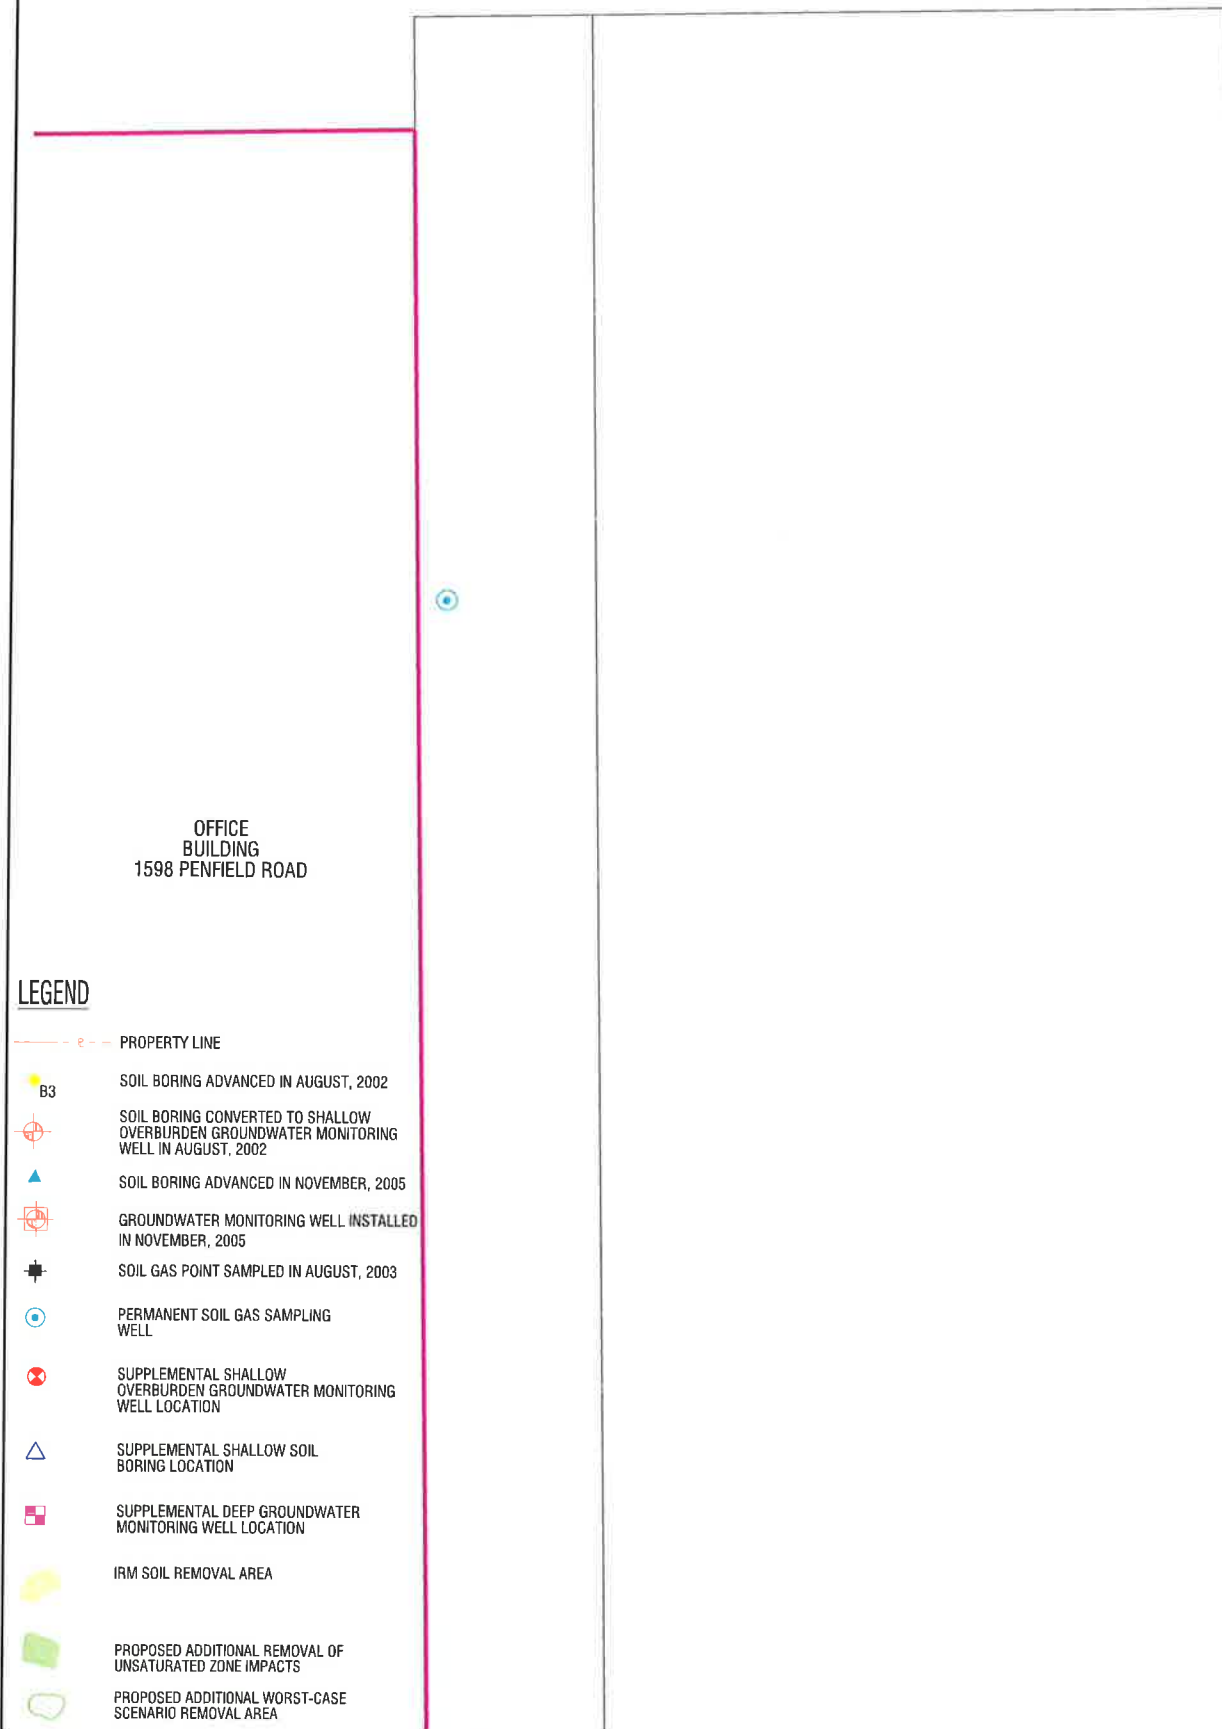 OFFICE
BUILDING
1598 PENFIELD ROAD
LEGEND
PROPERTY LINE
B3
SOIL BORING ADVANCED IN AUGUST, 2002
SOIL BORING CONVERTED TO SHALLOW
OVERBURDEN GROUNDWATER MONITORING
WELL IN AUGUST, 2002
SOIL BORING ADVANCED IN NOVEMBER, 2005
GROUNDWATER MONITORING WELL INSTALLED
IN NOVEMBER, 2005
SOIL GAS POINT SAMPLED IN AUGUST, 2003
PERMANENT SOIL GAS SAMPLING
WELL
SUPPLEMENTAL SHALLOW
OVERBURDEN GROUNDWATER MONITORING
WELL LOCATION
SUPPLEMENTAL SHALLOW SOIL
BORING LOCATION
SUPPLEMENTAL DEEP GROUNDWATER
MONITORING WELL LOCATION
IRM SOIL REMOVAL AREA
PROPOSED ADDITIONAL REMOVAL OF
UNSATURATED ZONE IMPACTS
PROPOSED ADDITIONAL WORST-CASE
SCENARIO REMOVAL AREA